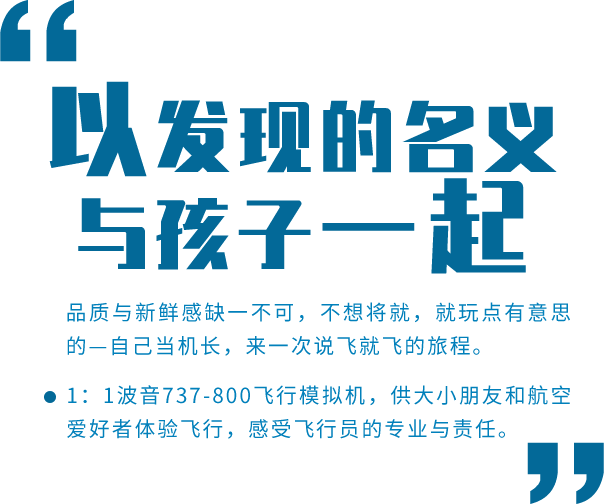 以发现的名义
与孩子一起
品质与新鲜感缺一不可，不想将就，就玩点有意思
的—自己当机长，来一次说飞就飞的旅程。
1：1波音737-800飞行模拟机，供大小朋友和航空
爱好者体验飞行，感受飞行员的专业与责任。